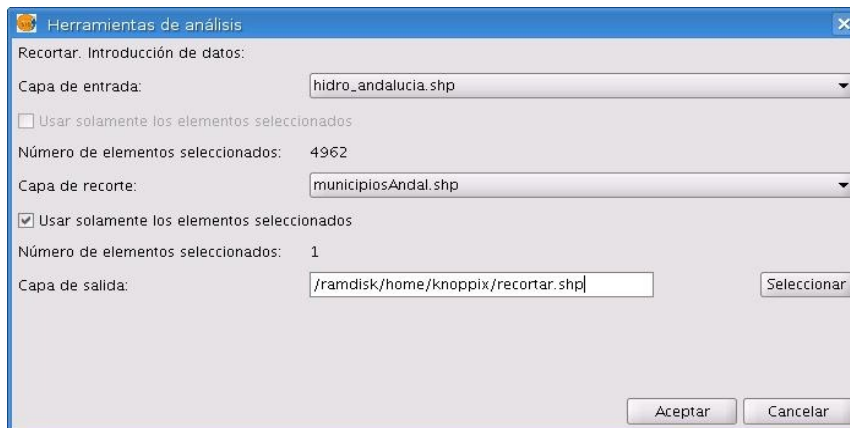 Herramientas de análisis
Recortar. Introducción de datos:
Capa de entrada: hidro_andalucia.shp
Usar solamente los elementos seleccionados
Número de elementos seleccionados: 4962
Capa de recorte: municipiosAndal.shp
Usar solamente los elementos seleccionados
Número de elementos seleccionados: 1
Capa de salida: /ramdisk/home/knoppix/recortar.shp Seleccionar
Aceptar Cancelar